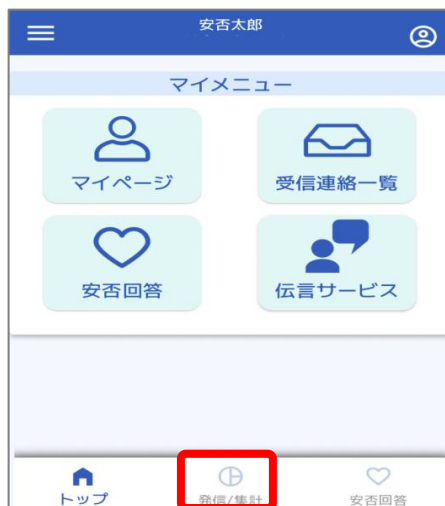 安否太郎
マイメニュー
マイページ
受信連絡一覧
安否回答
伝言サービス
トップ
発信/集計
安否回答